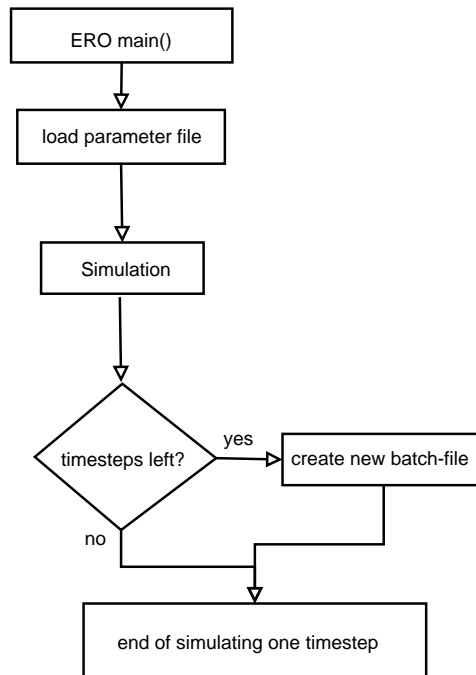 ERO main()
load parameter file
Simulation
timesteps left?
yes
create new batch-file
no
end of simulating one timestep